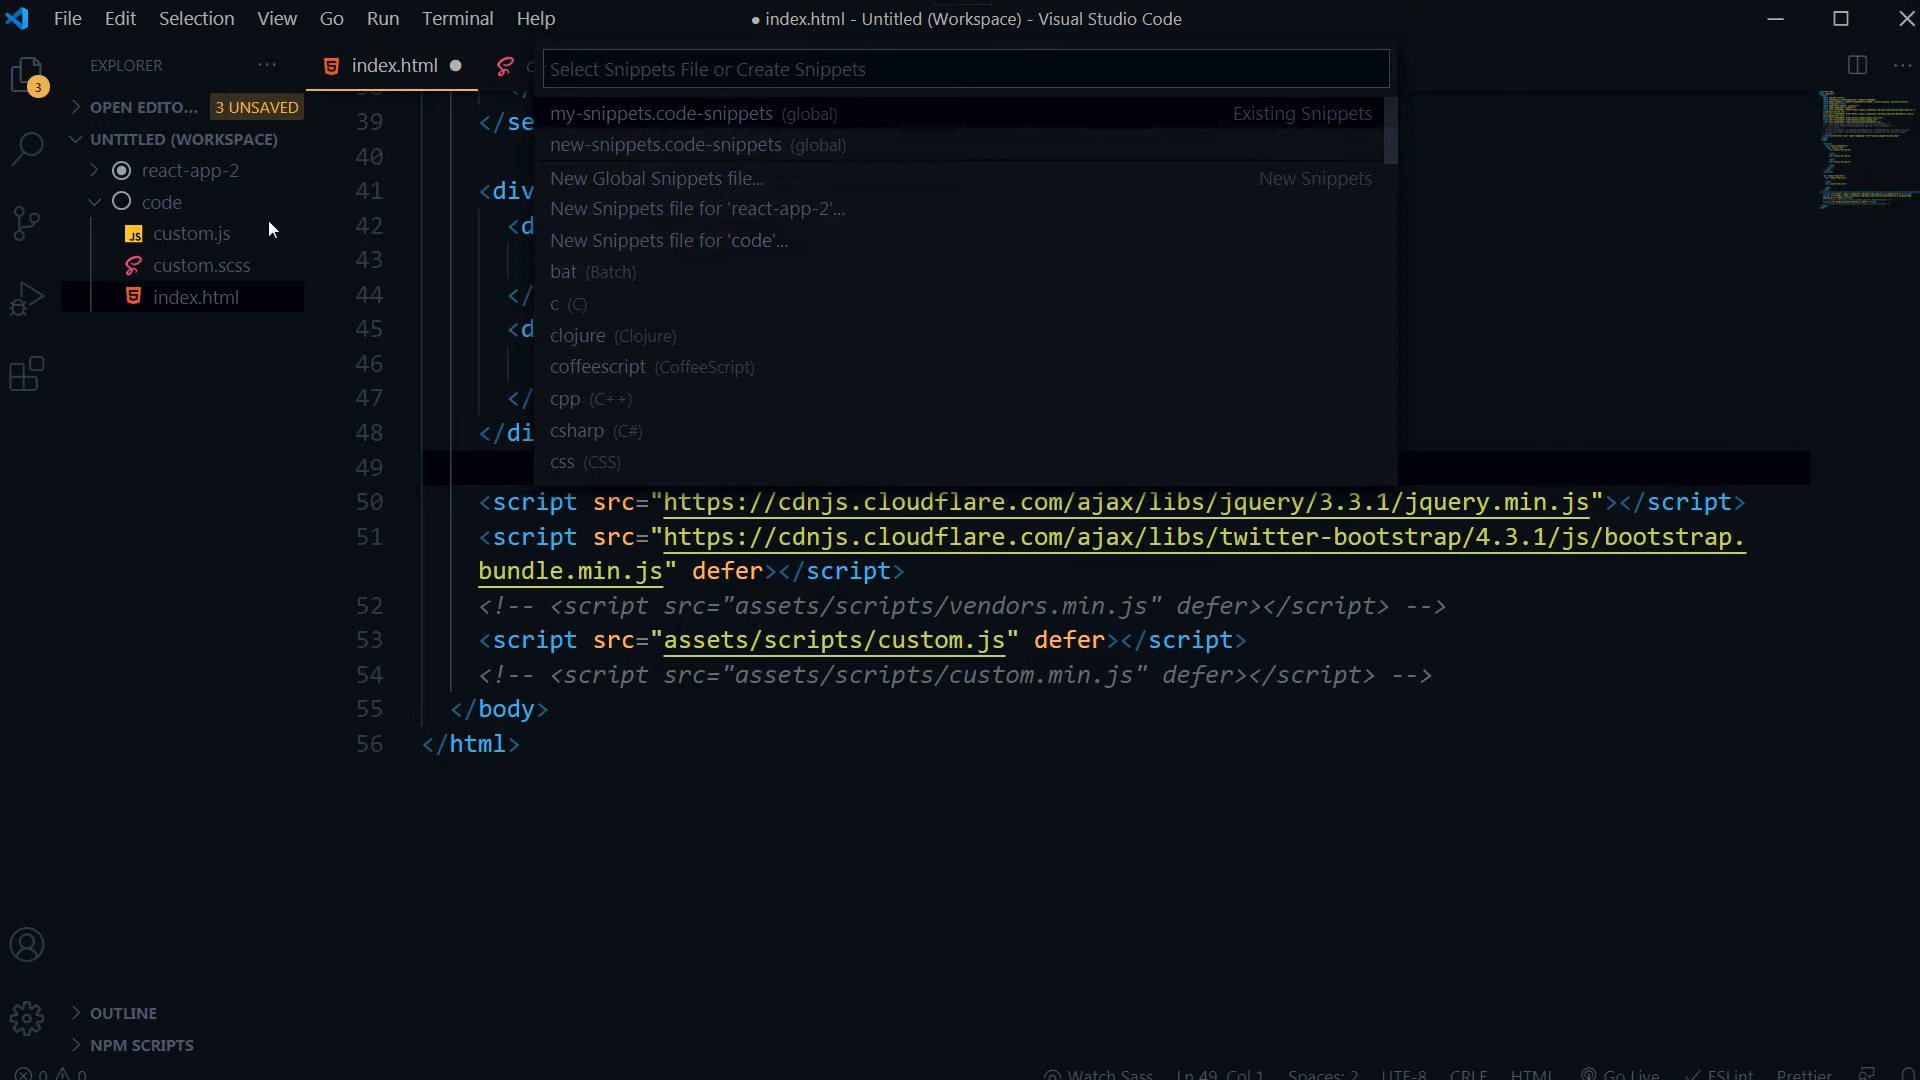 File Edit Selection View Go Run Terminal Help
● index.html - Untitled (Workspace) - Visual Studio Code
EXPLORER
index.html
Select Snippets File or Create Snippets
3
OPEN EDITO... 3 UNSAVED
UNTITLED (WORKSPACE)
react-app-2
code
custom.js
custom.scss
index.html
my-snippets.code-snippets (global) Existing Snippets
new-snippets.code-snippets (global)
New Global Snippets file... New Snippets
New Snippets file for 'react-app-2'...
New Snippets file for 'code'...
bat (Batch)
c (C)
clojure (Clojure)
coffeescript (CoffeeScript)
cpp (C++)
csharp (C#)
css (CSS)
39 </se
40
41 <div
42 <d
43
44 </
45 <d
46
47 </
48 </di
49
50 <script src="https://cdnjs.cloudflare.com/ajax/libs/jquery/3.3.1/jquery.min.js"></script>
51 <script src="https://cdnjs.cloudflare.com/ajax/libs/twitter-bootstrap/4.3.1/js/bootstrap.
bundle.min.js" defer></script>
52 <!-- <script src="assets/scripts/vendors.min.js" defer></script> -->
53 <script src="assets/scripts/custom.js" defer></script>
54 <!-- <script src="assets/scripts/custom.min.js" defer></script> -->
55 </body>
56 </html>
OUTLINE
NPM SCRIPTS
0 0 Watch Sass Ln 49, Col 1 Spaces: 2 UTF-8 CRLF HTML Go Live ESLint Prettier